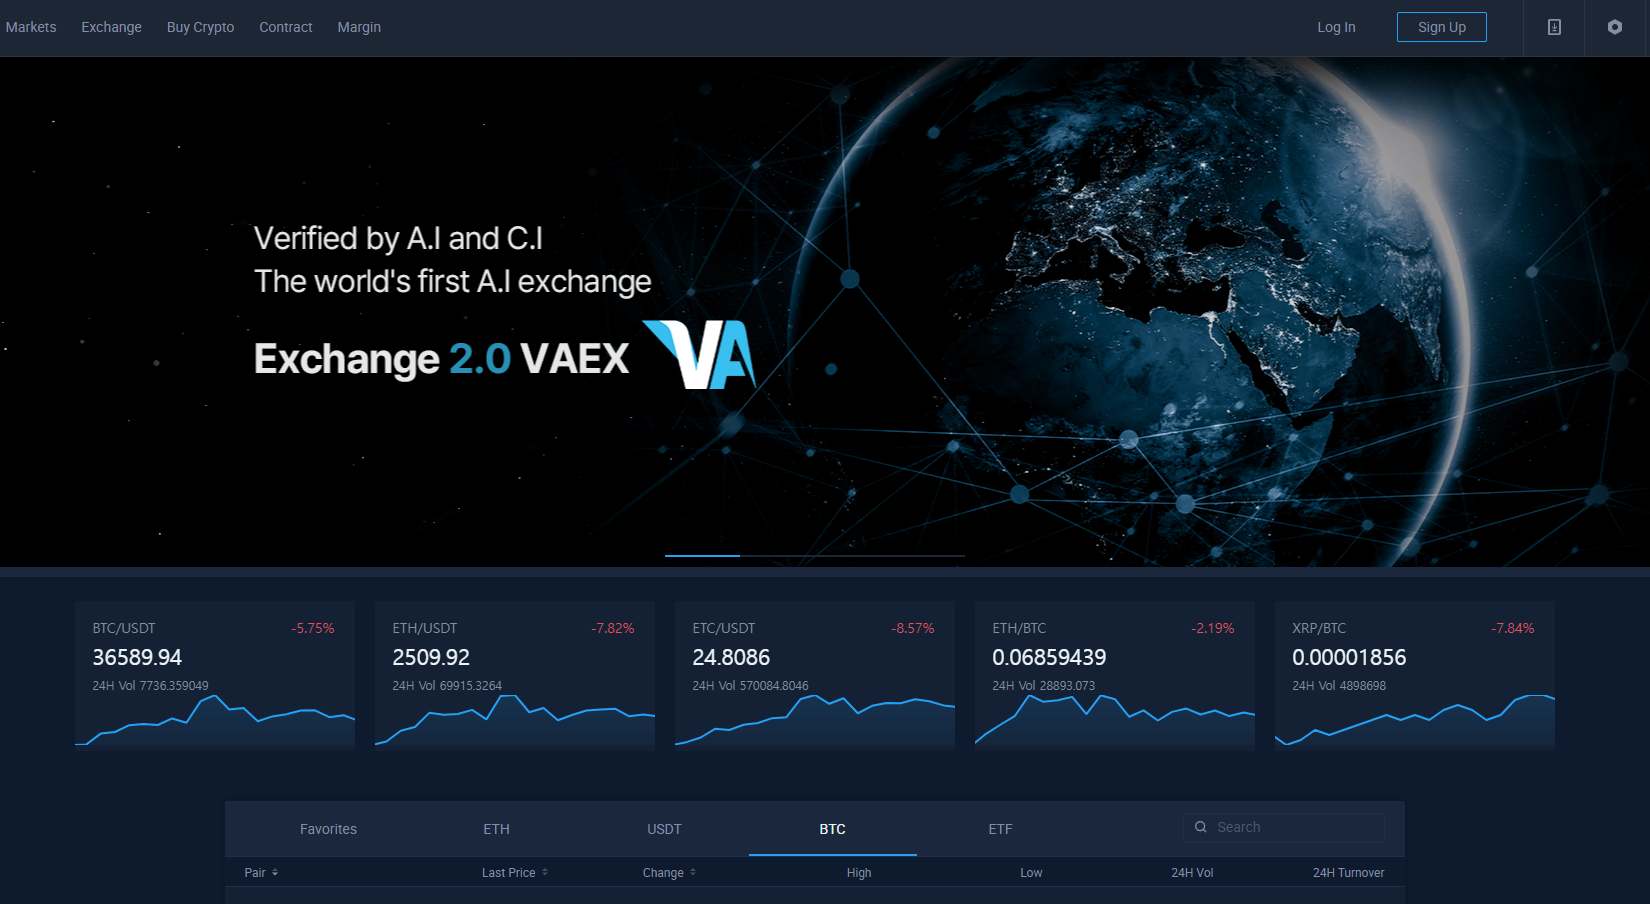 Markets Exchange Buy Crypto Contract Margin Log In Sign Up
Verified by A.I and C.I
The world's first A.I exchange
Exchange 2.0 VAEX VA
BTC/USDT -5.75%
36589.94
24H Vol 7736.359049
ETH/USDT -7.82%
2509.92
24H Vol 69915.3264
ETC/USDT -8.57%
24.8086
24H Vol 570084.8046
ETH/BTC -2.19%
0.06859439
24H Vol 28893.073
XRP/BTC -7.84%
0.00001856
24H Vol 4898698
Favorites ETH USDT BTC ETF Search
Pair Last Price Change High Low 24H Vol 24H Turnover